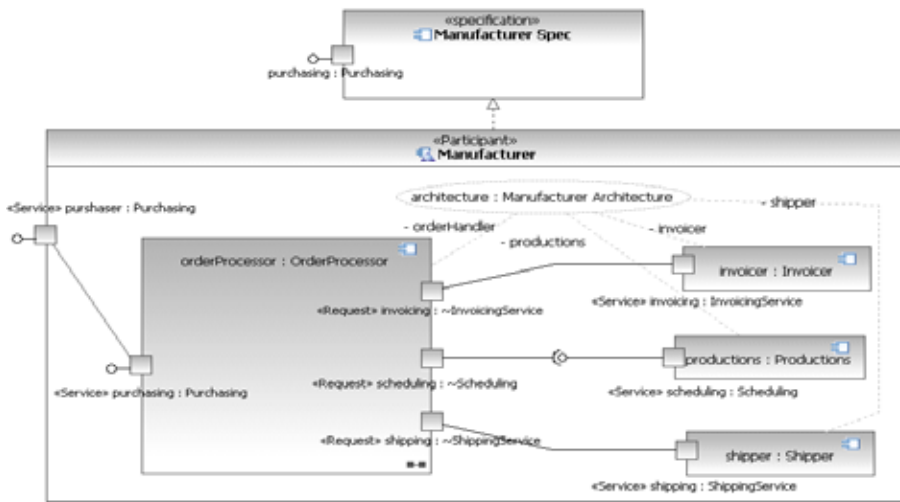 «specification»
Manufacturer Spec
purchasing : Purchasing
«Participant»
Manufacturer
architecture : Manufacturer Architecture
- shipper
«Service» purshaser : Purchasing
- orderHandler
- invoicer
- productions
orderProcessor : OrderProcessor
invoicer : Invoicer
«Request» invoicing : ~InvoicingService
«Service» invoicing : InvoicingService
productions : Productions
«Request» scheduling : ~Scheduling
«Service» scheduling : Scheduling
«Service» purchasing : Purchasing
«Request» shipping : ~ShippingService
shipper : Shipper
«Service» shipping : ShippingService